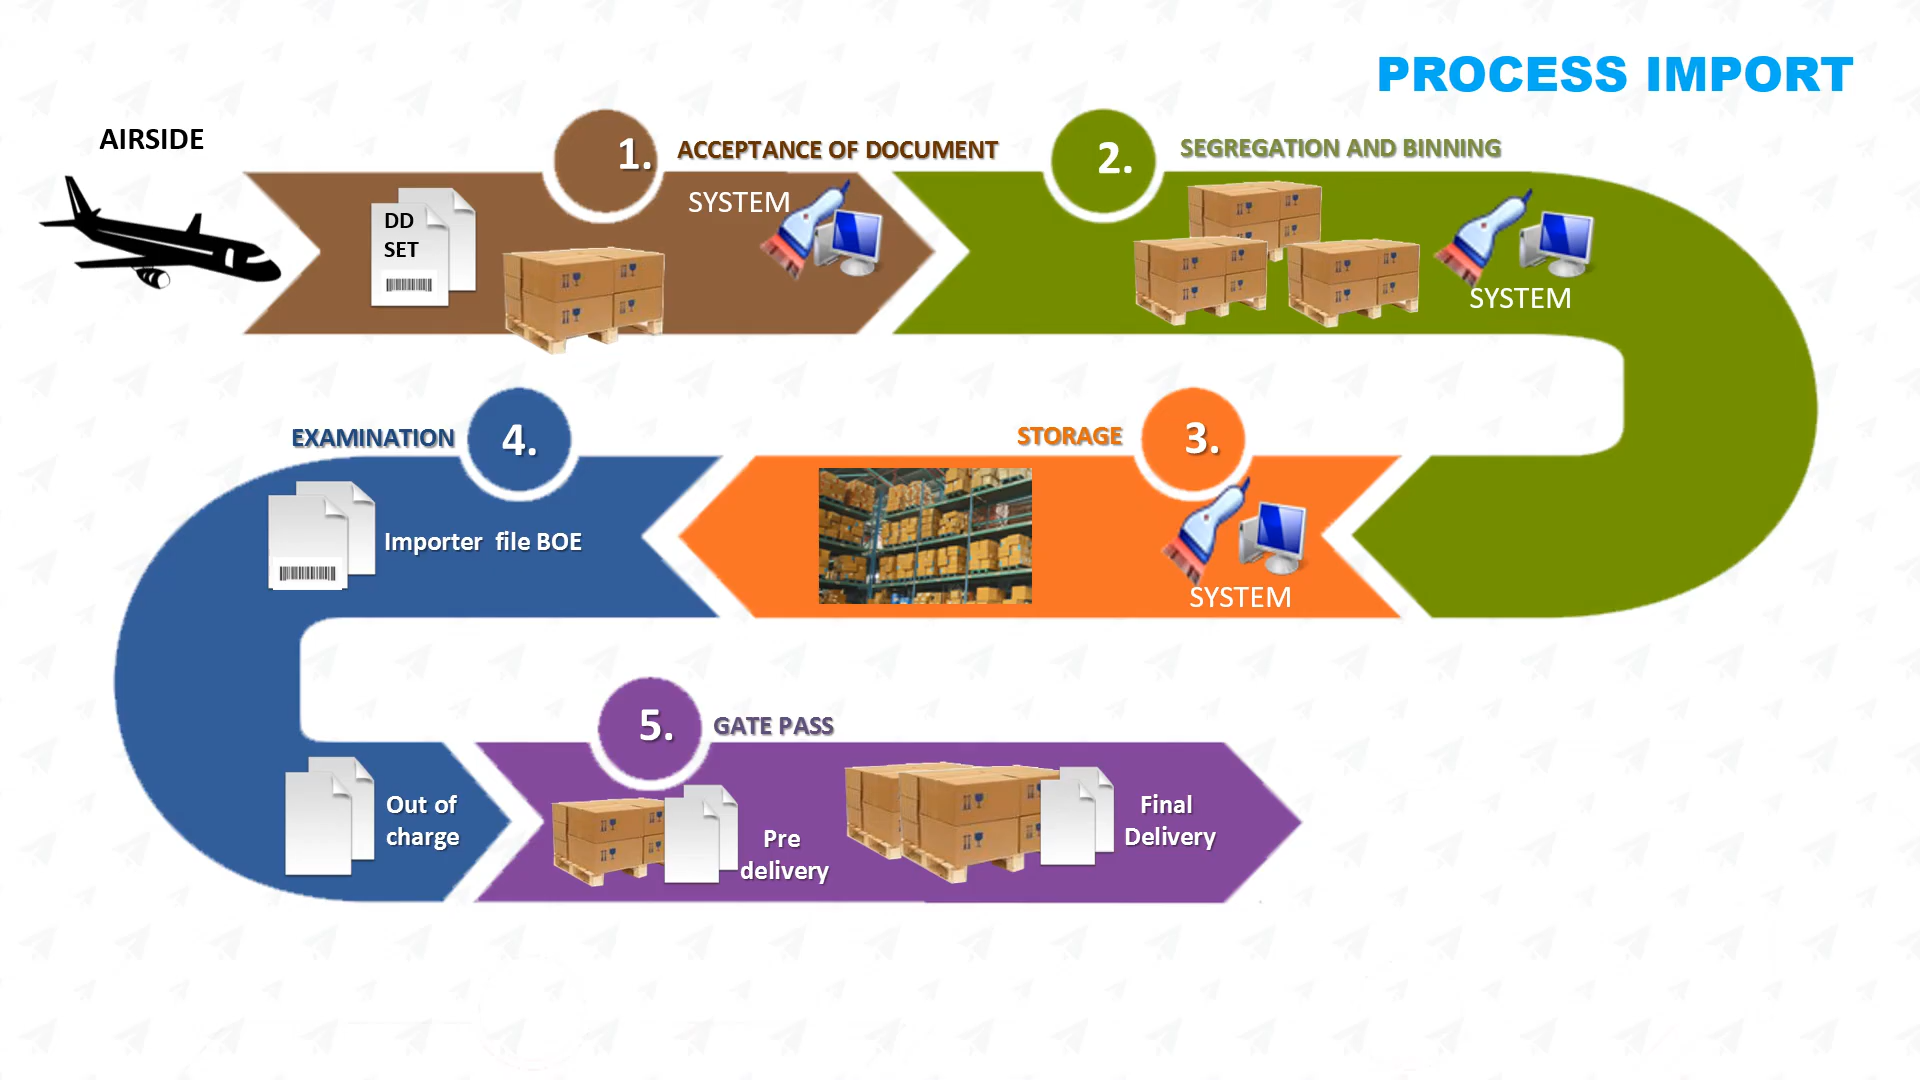 PROCESS IMPORT
AIRSIDE
1.
ACCEPTANCE OF DOCUMENT
DD
SET
SYSTEM
2.
SEGREGATION AND BINNING
SYSTEM
3.
STORAGE
SYSTEM
4.
EXAMINATION
Importer file BOE
Out of
charge
5.
GATE PASS
Pre
delivery
Final
Delivery